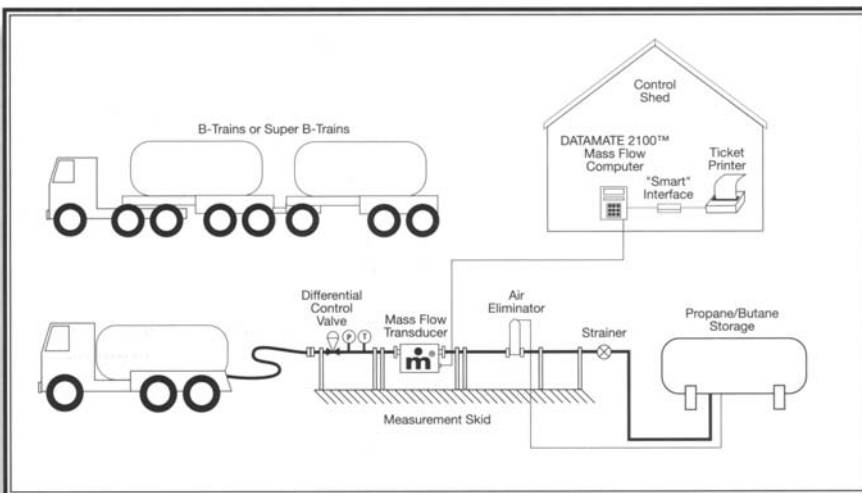 Control
Shed
B-Trains or Super B-Trains
DATAMATE 2100™
Mass Flow
Computer
Ticket
Printer
"Smart"
Interface
Differential
Control
Valve
P
T
Mass Flow
Transducer
ṁ®
Air
Eliminator
Strainer
Propane/Butane
Storage
Measurement Skid